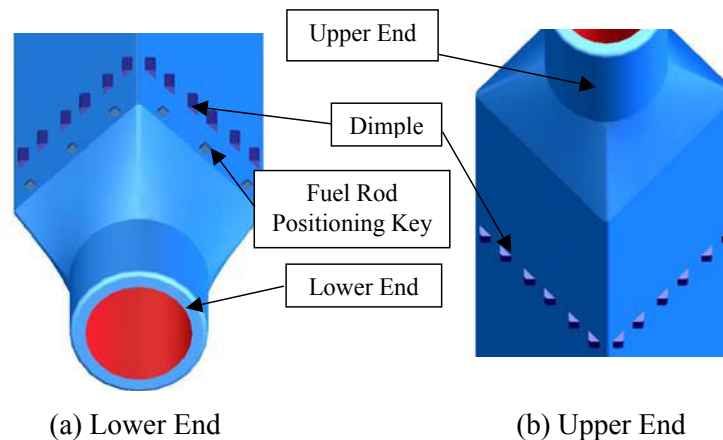 Upper End
Dimple
Fuel Rod
Positioning Key
Lower End
(a) Lower End
(b) Upper End